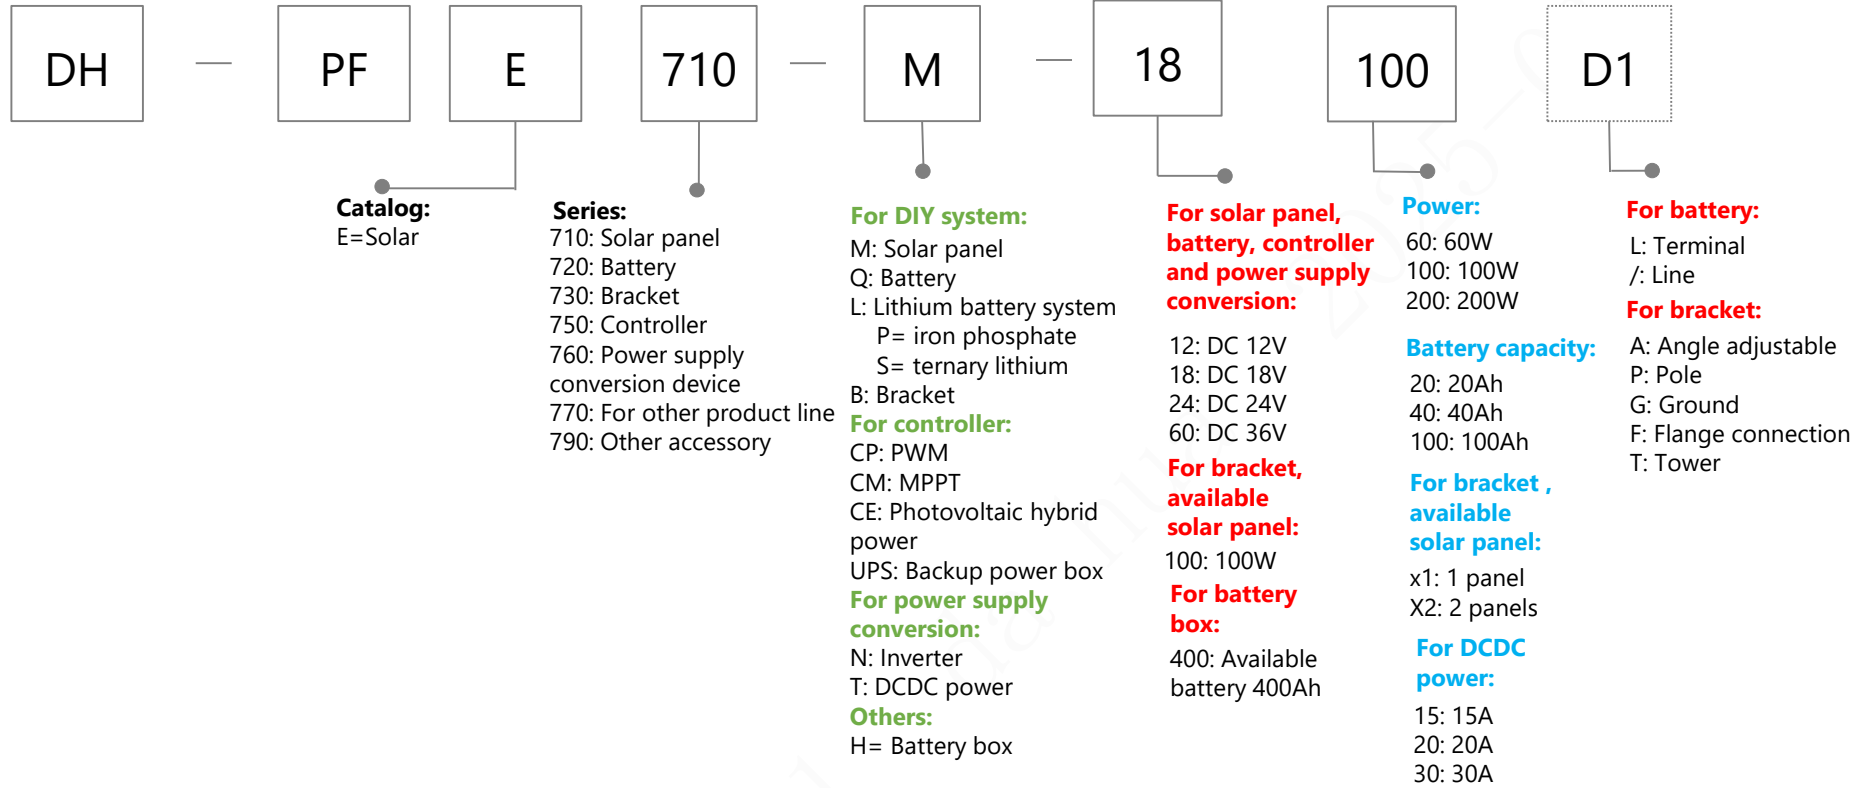 DH — PF E 710 — M — 18 100 D1
Catalog:
E=Solar
Series:
710: Solar panel
720: Battery
730: Bracket
750: Controller
760: Power supply
conversion device
770: For other product line
790: Other accessory
For DIY system:
M: Solar panel
Q: Battery
L: Lithium battery system
P= iron phosphate
S= ternary lithium
B: Bracket
For controller:
CP: PWM
CM: MPPT
CE: Photovoltaic hybrid
power
UPS: Backup power box
For power supply
conversion:
N: Inverter
T: DCDC power
Others:
H= Battery box
For solar panel,
battery, controller
and power supply
conversion:
12: DC 12V
18: DC 18V
24: DC 24V
60: DC 36V
For bracket,
available
solar panel:
100: 100W
For battery
box:
400: Available
battery 400Ah
Power:
60: 60W
100: 100W
200: 200W
Battery capacity:
20: 20Ah
40: 40Ah
100: 100Ah
For bracket ,
available
solar panel:
x1: 1 panel
X2: 2 panels
For DCDC
power:
15: 15A
20: 20A
30: 30A
For battery:
L: Terminal
/: Line
For bracket:
A: Angle adjustable
P: Pole
G: Ground
F: Flange connection
T: Tower